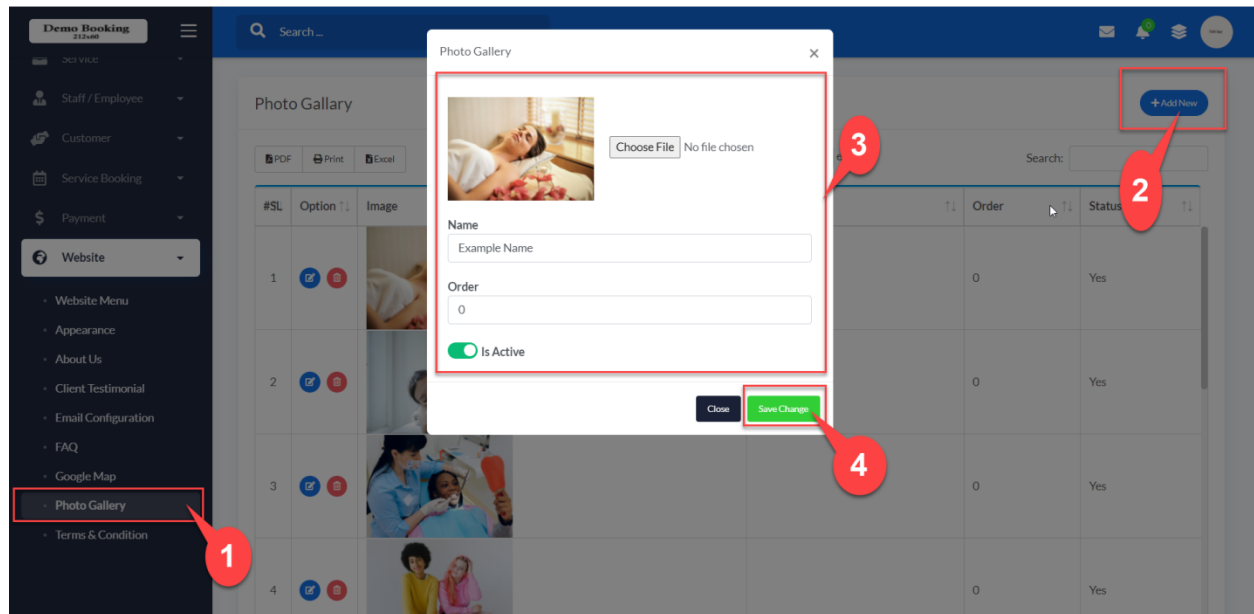 Demo Booking
212x60
Search ...
0
Service
Staff / Employee
Customer
Service Booking
Payment
Website
Website Menu
Appearance
About Us
Client Testimonial
Email Configuration
FAQ
Google Map
Photo Gallery
Terms & Condition
1
Photo Gallary
+ Add New
2
PDF Print Excel
Search:
#SL Option Image Order Status
1 0 Yes
2 0 Yes
3 0 Yes
4 0 Yes
Photo Gallery ×
Choose File No file chosen
3
Name
Example Name
Order
0
Is Active
Close Save Change
4